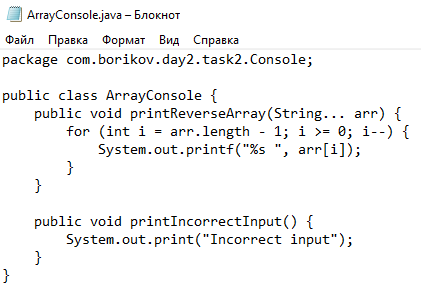 ArrayConsole.java – Блокнот
Файл Правка Формат Вид Справка
package com.borikov.day2.task2.Console;

public class ArrayConsole {
    public void printReverseArray(String... arr) {
        for (int i = arr.length - 1; i >= 0; i--) {
            System.out.printf("%s ", arr[i]);
        }
    }

    public void printIncorrectInput() {
        System.out.print("Incorrect input");
    }
}